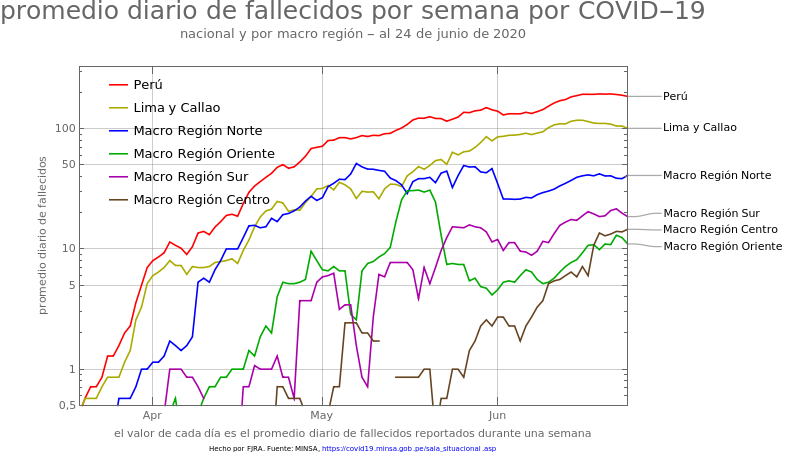 promedio diario de fallecidos por semana por COVID‒19
nacional y por macro región ‒ al 24 de junio de 2020
Perú
Lima y Callao
Macro Región Norte
Macro Región Oriente
Macro Región Sur
Macro Región Centro
promedio diario de fallecidos
100
50
10
5
1
0,5
Apr
May
Jun
Perú
Lima y Callao
Macro Región Norte
Macro Región Sur
Macro Región Centro
Macro Región Oriente
el valor de cada día es el promedio diario de fallecidos reportados durante una semana
Hecho por FJRA. Fuente: MINSA, https://covid19.minsa.gob.pe/sala_situacional.asp